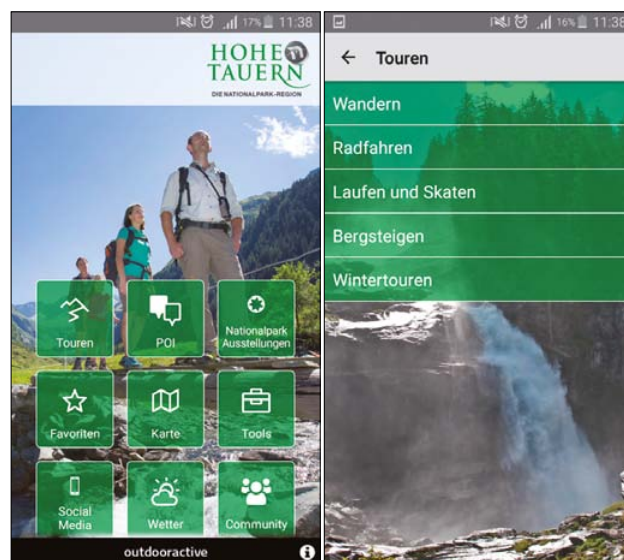 17% 11:38
HOHE
TAUERN
DIE NATIONALPARK-REGION
Touren
POI
Nationalpark
Ausstellungen
Favoriten
Karte
Tools
Social
Media
Wetter
Community
outdooractive
16% 11:38
Touren
Wandern
Radfahren
Laufen und Skaten
Bergsteigen
Wintertouren